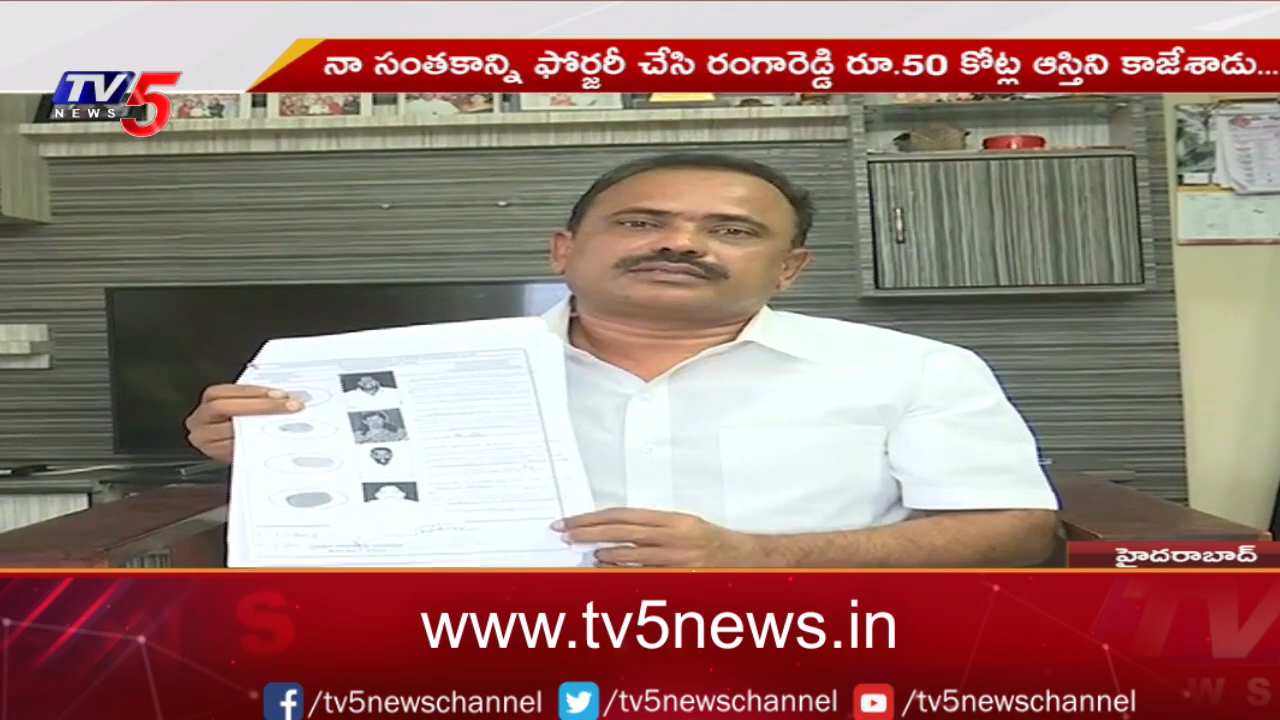 నా సంతకాన్ని ఫోర్జరీ చేసి రంగారెడ్డి రూ.50 కోట్ల ఆస్తిని కాజేశాడు...
TV5
NEWS
హైదరాబాద్
www.tv5news.in
/tv5newschannel /tv5newschannel /tv5newschannel